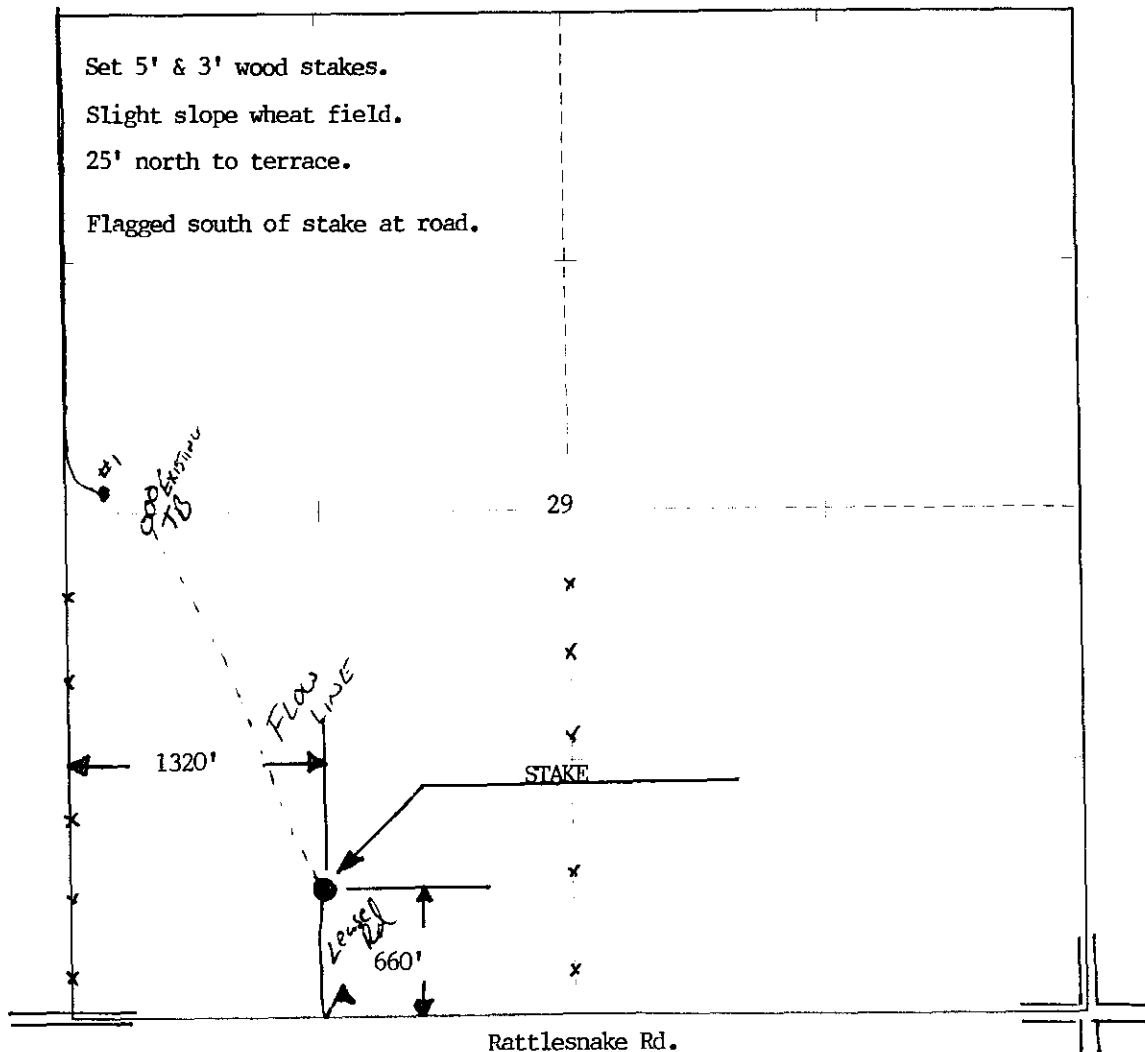 Set 5' & 3' wood stakes.
Slight slope wheat field.
25' north to terrace.
Flagged south of stake at road.
#1
EXISTING
TB
29
FLOW
LINE
1320'
STAKE
Lease
Rd
660'
Rattlesnake Rd.